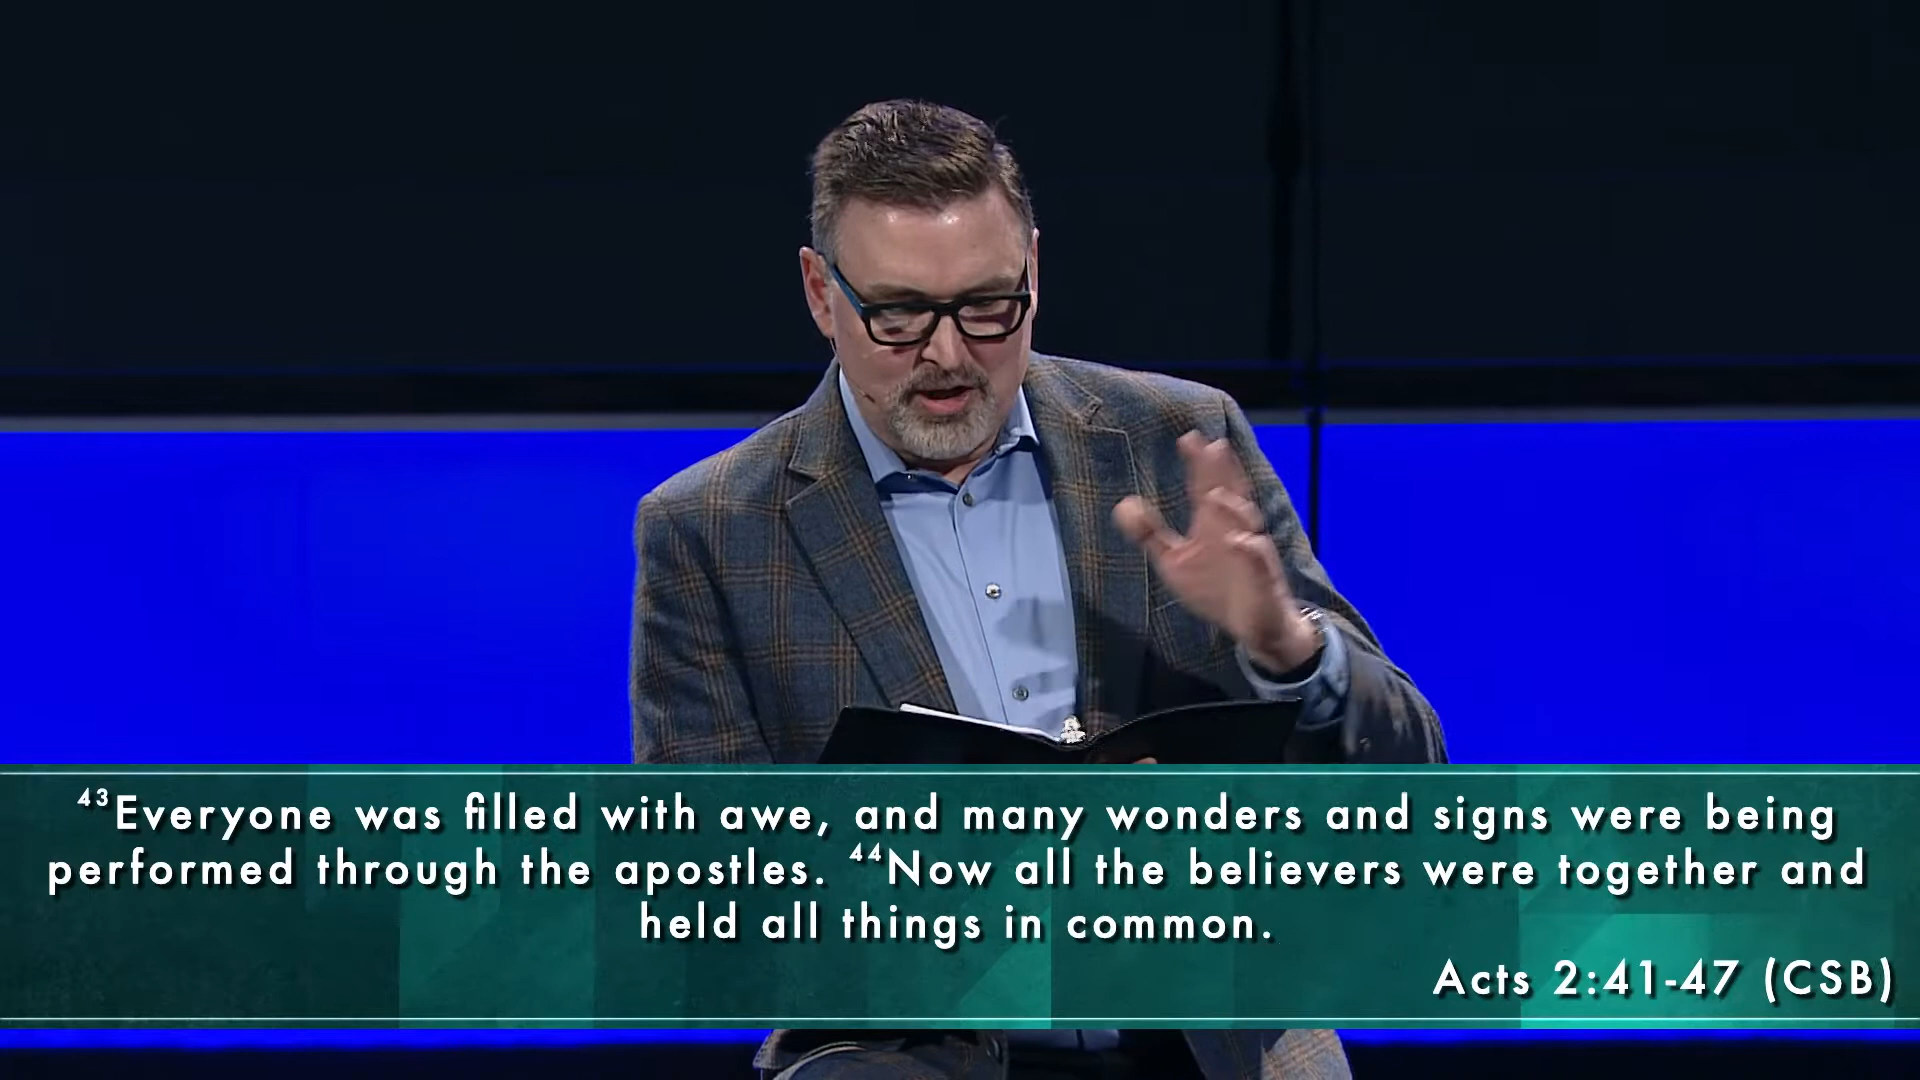 ⁴³Everyone was filled with awe, and many wonders and signs were being
performed through the apostles. ⁴⁴Now all the believers were together and
held all things in common.
Acts 2:41-47 (CSB)